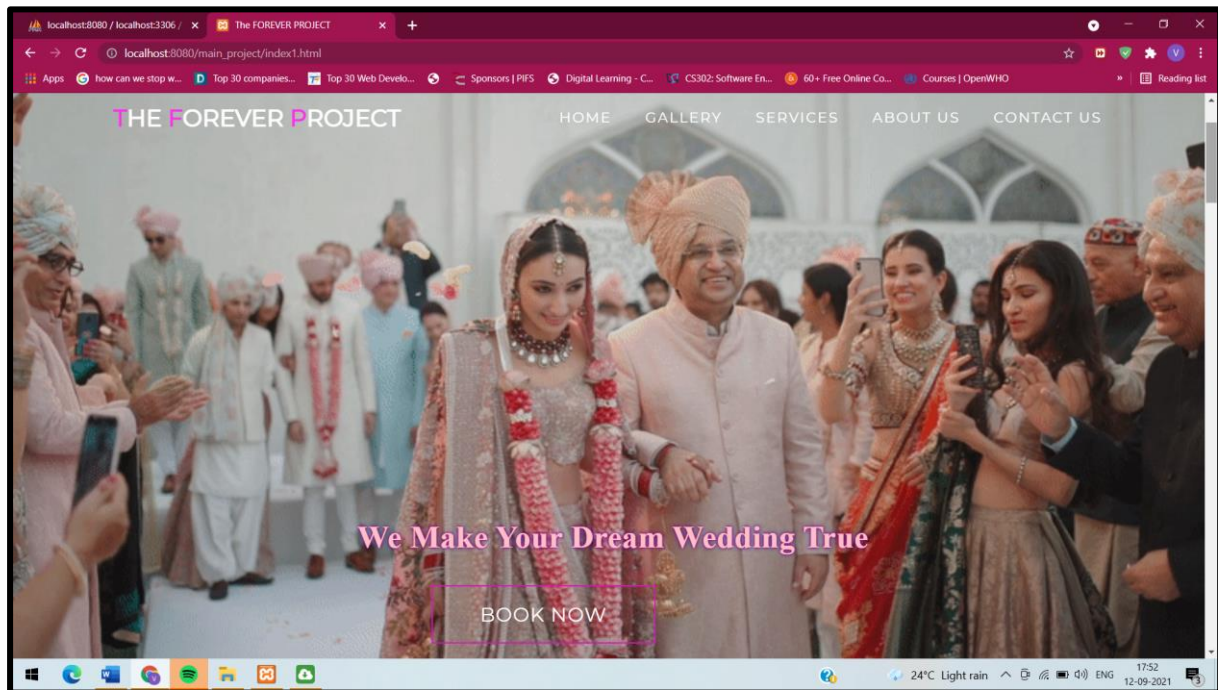 localhost:8080 / localhost:3306 /
The FOREVER PROJECT
localhost:8080/main_project/index1.html
Apps
how can we stop w...
Top 30 companies...
Top 30 Web Develo...
Sponsors | PIFS
Digital Learning - C...
CS302: Software En...
60+ Free Online Co...
Courses | OpenWHO
»
Reading list
THE FOREVER PROJECT
HOME GALLERY SERVICES ABOUT US CONTACT US
We Make Your Dream Wedding True
BOOK NOW
24°C Light rain
ENG
17:52
12-09-2021